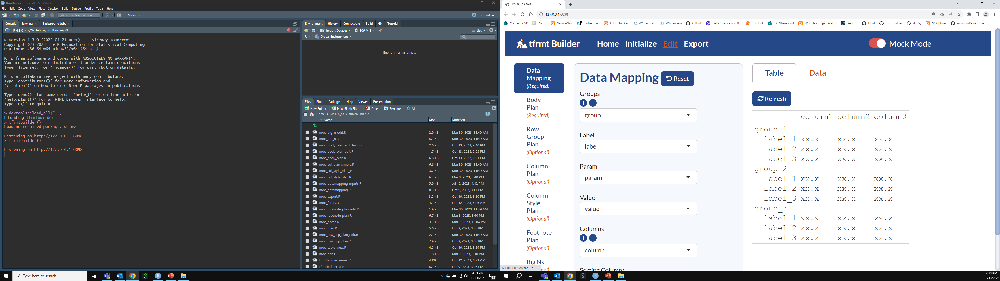 tfrmtbuilder - dev-v0.0.5 - RStudio
File Edit Code View Plots Session Build Debug Profile Tools Help
Go to file/function Addins tfrmtbuilder
Console Terminal Background Jobs
R 4.3.0 · ~/GitHub_os/tfrmtbuilder/
R version 4.3.0 (2023-04-21 ucrt) -- "Already Tomorrow"
Copyright (C) 2023 The R Foundation for Statistical Computing
Platform: x86_64-w64-mingw32/x64 (64-bit)
R is free software and comes with ABSOLUTELY NO WARRANTY.
You are welcome to redistribute it under certain conditions.
Type 'license()' or 'licence()' for distribution details.
R is a collaborative project with many contributors.
Type 'contributors()' for more information and
'citation()' on how to cite R or R packages in publications.
Type 'demo()' for some demos, 'help()' for on-line help, or
'help.start()' for an HTML browser interface to help.
Type 'q()' to quit R.
> devtools::load_all(".")
ℹ Loading tfrmtbuilder
> tfrmtbuilder()
Loading required package: shiny
Listening on http://127.0.0.1:6098
> tfrmtbuilder()
Listening on http://127.0.0.1:6098
Environment History Connections Build Git Tutorial
Import Dataset 309 MiB List
R Global Environment
Environment is empty
Files Plots Packages Help Viewer Presentation
New Folder New Blank File Delete Rename More
Home GitHub_os tfrmtbuilder R
Name Size Modified
..
mod_big_n_edit.R 2.9 KB Mar 30, 2023, 11:49 AM
mod_big_n.R 5.1 KB Mar 30, 2023, 11:49 AM
mod_body_plan_edit_frmts.R 2.6 KB Oct 13, 2023, 2:40 PM
mod_body_plan_edit.R 1.7 KB Oct 13, 2023, 2:53 PM
mod_body_plan.R 6.8 KB Oct 13, 2023, 2:51 PM
mod_col_plan_simple.R 6.6 KB Mar 30, 2023, 11:49 AM
mod_col_style_plan_edit.R 3.7 KB Mar 30, 2023, 11:49 AM
mod_col_style_plan.R 6.3 KB Mar 3, 2023, 3:40 PM
mod_datamapping_inputs.R 5.9 KB Jul 12, 2023, 4:12 PM
mod_datamapping.R 8.3 KB Oct 9, 2023, 3:17 PM
mod_export.R 3.5 KB Oct 10, 2023, 3:30 PM
mod_filters.R 4.2 KB Oct 12, 2023, 6:26 AM
mod_footnote_plan_edit.R 1.9 KB Mar 30, 2023, 11:49 AM
mod_footnote_plan.R 6.7 KB Mar 3, 2023, 3:40 PM
mod_home.R 3.1 KB Mar 7, 2023, 12:04 PM
mod_load.R 5.6 KB Oct 9, 2023, 3:06 PM
mod_row_grp_plan_edit.R 2.1 KB Mar 30, 2023, 11:49 AM
mod_row_grp_plan.R 7.9 KB Oct 9, 2023, 3:06 PM
mod_table_view.R 4.5 KB Oct 10, 2023, 3:29 PM
mod_titles.R 1.8 KB Mar 7, 2023, 3:10 PM
tfrmtbuilder_server.R 4 KB Oct 12, 2023, 6:23 AM
tfrmtbuilder_ui.R 5.3 KB Oct 9, 2023, 3:06 PM
Type here to search
4:33 PM
10/13/2023
25
127.0.0.1:6098
127.0.0.1:6098
Connect GSK Alight ServiceNow myLearning Effort Tracker WARP-build WARP-view GitHub Data Science and R... SDS Hub DS Sharepoint Workday R-Pkgs RegExr tfrmt tfrmtbuilder slushy GSK | Jules mcanouil/awesome...
tfrmt Builder Home Initialize Edit Export Mock Mode
Data
Mapping
(Required)
Body
Plan
(Required)
Row
Group
Plan
(Optional)
Column
Plan
(Optional)
Column
Style
Plan
(Optional)
Footnote
Plan
(Optional)
Big Ns
Data Mapping Reset
Groups
group
Label
label
Param
param
Value
value
Columns
column
Sorting Columns
Table Data
Refresh
column1 column2 column3
group_1
label_1 xx.x xx.x xx.x
label_2 xx.x xx.x xx.x
label_3 xx.x xx.x xx.x
group_2
label_1 xx.x xx.x xx.x
label_2 xx.x xx.x xx.x
label_3 xx.x xx.x xx.x
group_3
label_1 xx.x xx.x xx.x
label_2 xx.x xx.x xx.x
label_3 xx.x xx.x xx.x
127.0.0.1:6098/#tab-9673-3
4:33 PM
10/13/2023